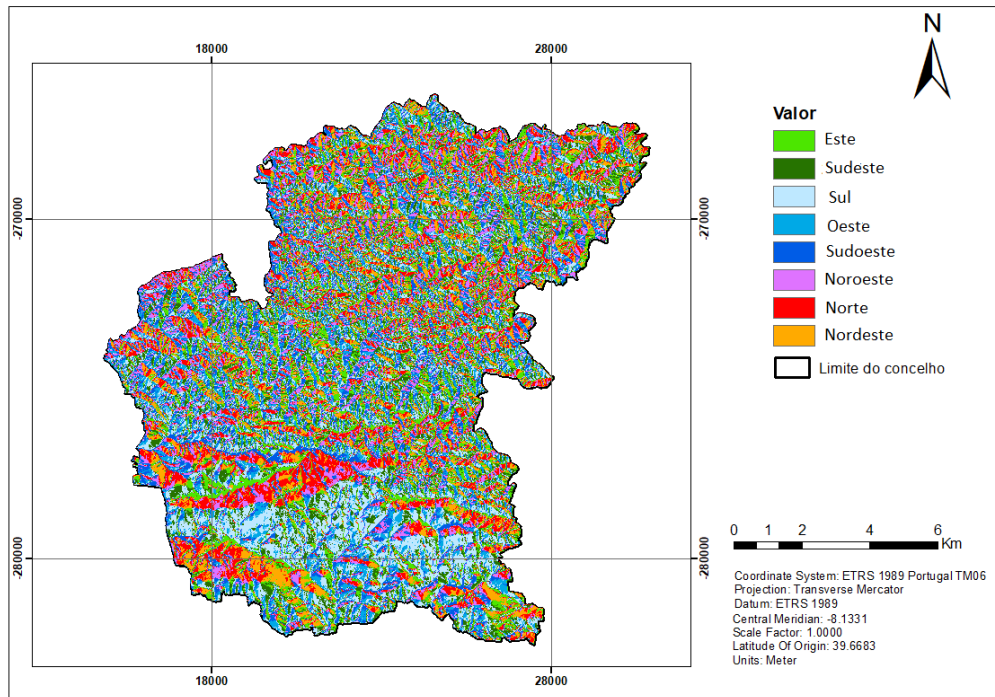 18000 28000
N
Valor
Este
Sudeste
Sul
Oeste
Sudoeste
Noroeste
Norte
Nordeste
Limite do concelho
-270000 -270000
-280000 -280000
0 1 2 4 6
Km
Coordinate System: ETRS 1989 Portugal TM06
Projection: Transverse Mercator
Datum: ETRS 1989
Central Meridian: -8.1331
Scale Factor: 1.0000
Latitude Of Origin: 39.6683
Units: Meter
18000 28000